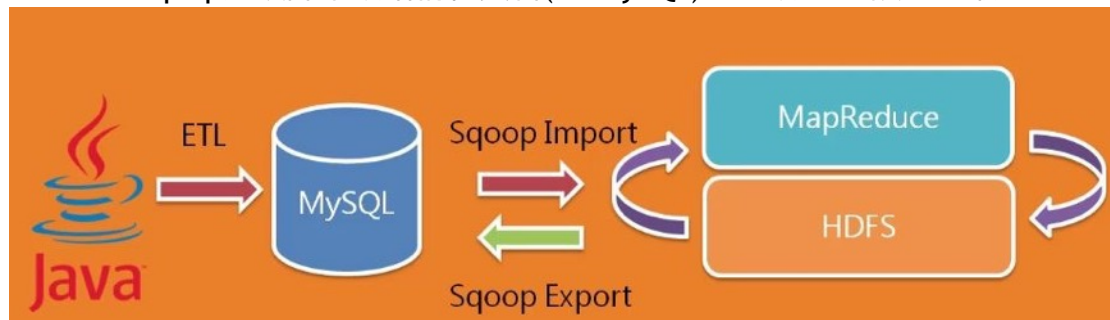 ETL
Sqoop Import
MapReduce
MySQL
HDFS
Java
Sqoop Export